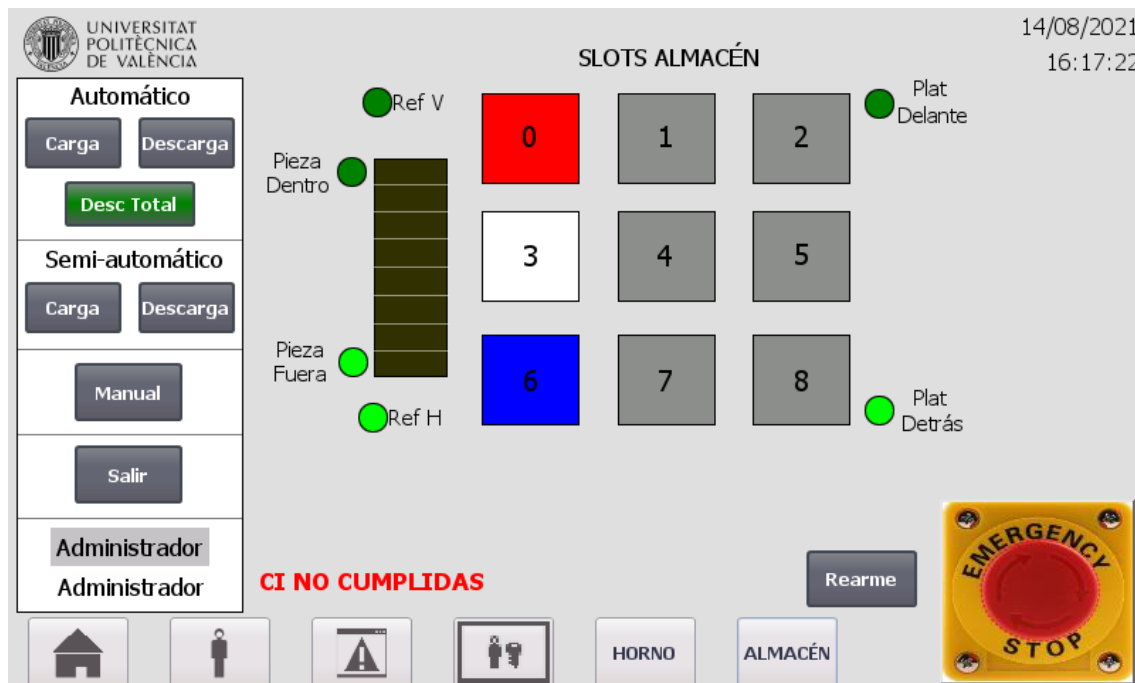 UNIVERSITAT
POLITÈCNICA
DE VALÈNCIA
14/08/2021
16:17:22
SLOTS ALMACÉN
Automático
Carga
Descarga
Desc Total
Semi-automático
Carga
Descarga
Manual
Salir
Administrador
Administrador
Ref V
Pieza
Dentro
Pieza
Fuera
Ref H
0
1
2
3
4
5
6
7
8
Plat
Delante
Plat
Detrás
CI NO CUMPLIDAS
Rearme
EMERGENCY
STOP
HORNO
ALMACÉN